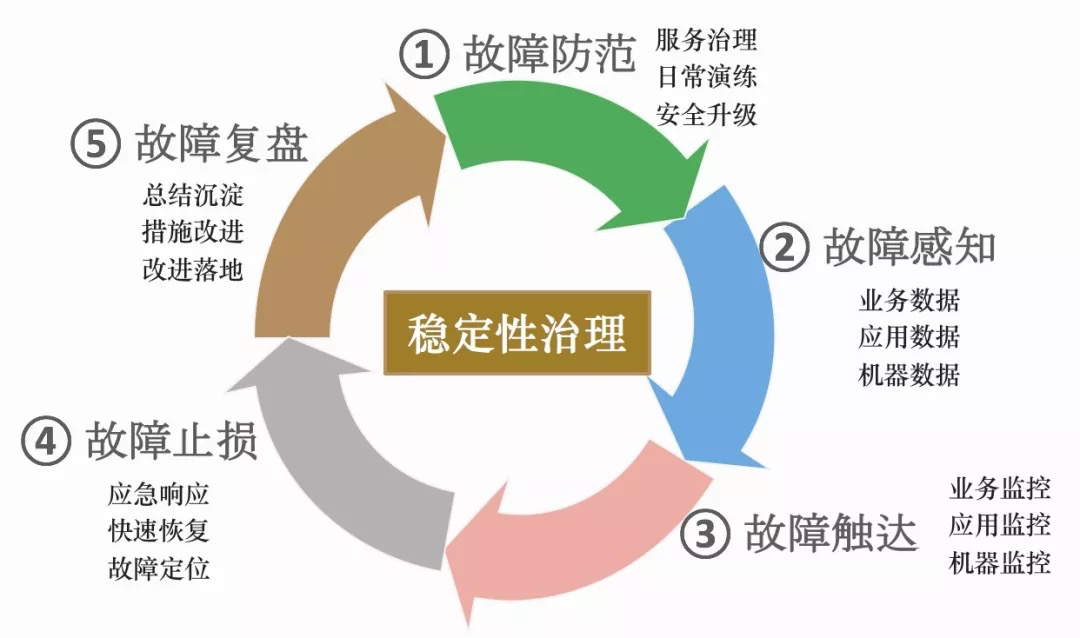 ① 故障防范
服务治理
日常演练
安全升级
② 故障感知
业务数据
应用数据
机器数据
③ 故障触达
业务监控
应用监控
机器监控
④ 故障止损
应急响应
快速恢复
故障定位
⑤ 故障复盘
总结沉淀
措施改进
改进落地
稳定性治理